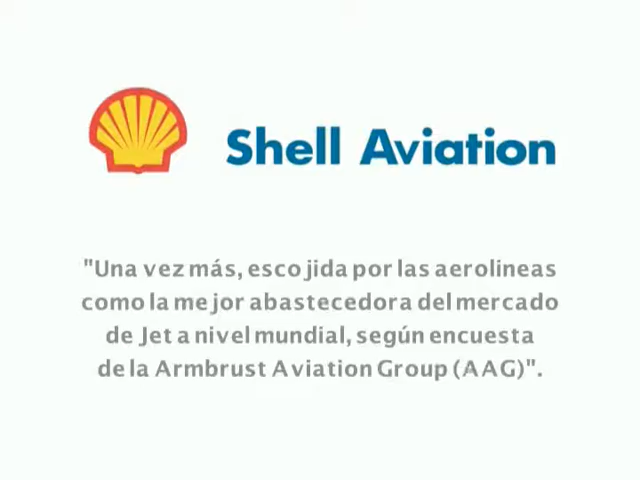 Shell Aviation
"Una vez más, escojida por las aerolineas
como la mejor abastecedora del mercado
de Jet a nivel mundial, según encuesta
de la Armbrust Aviation Group (AAG)".